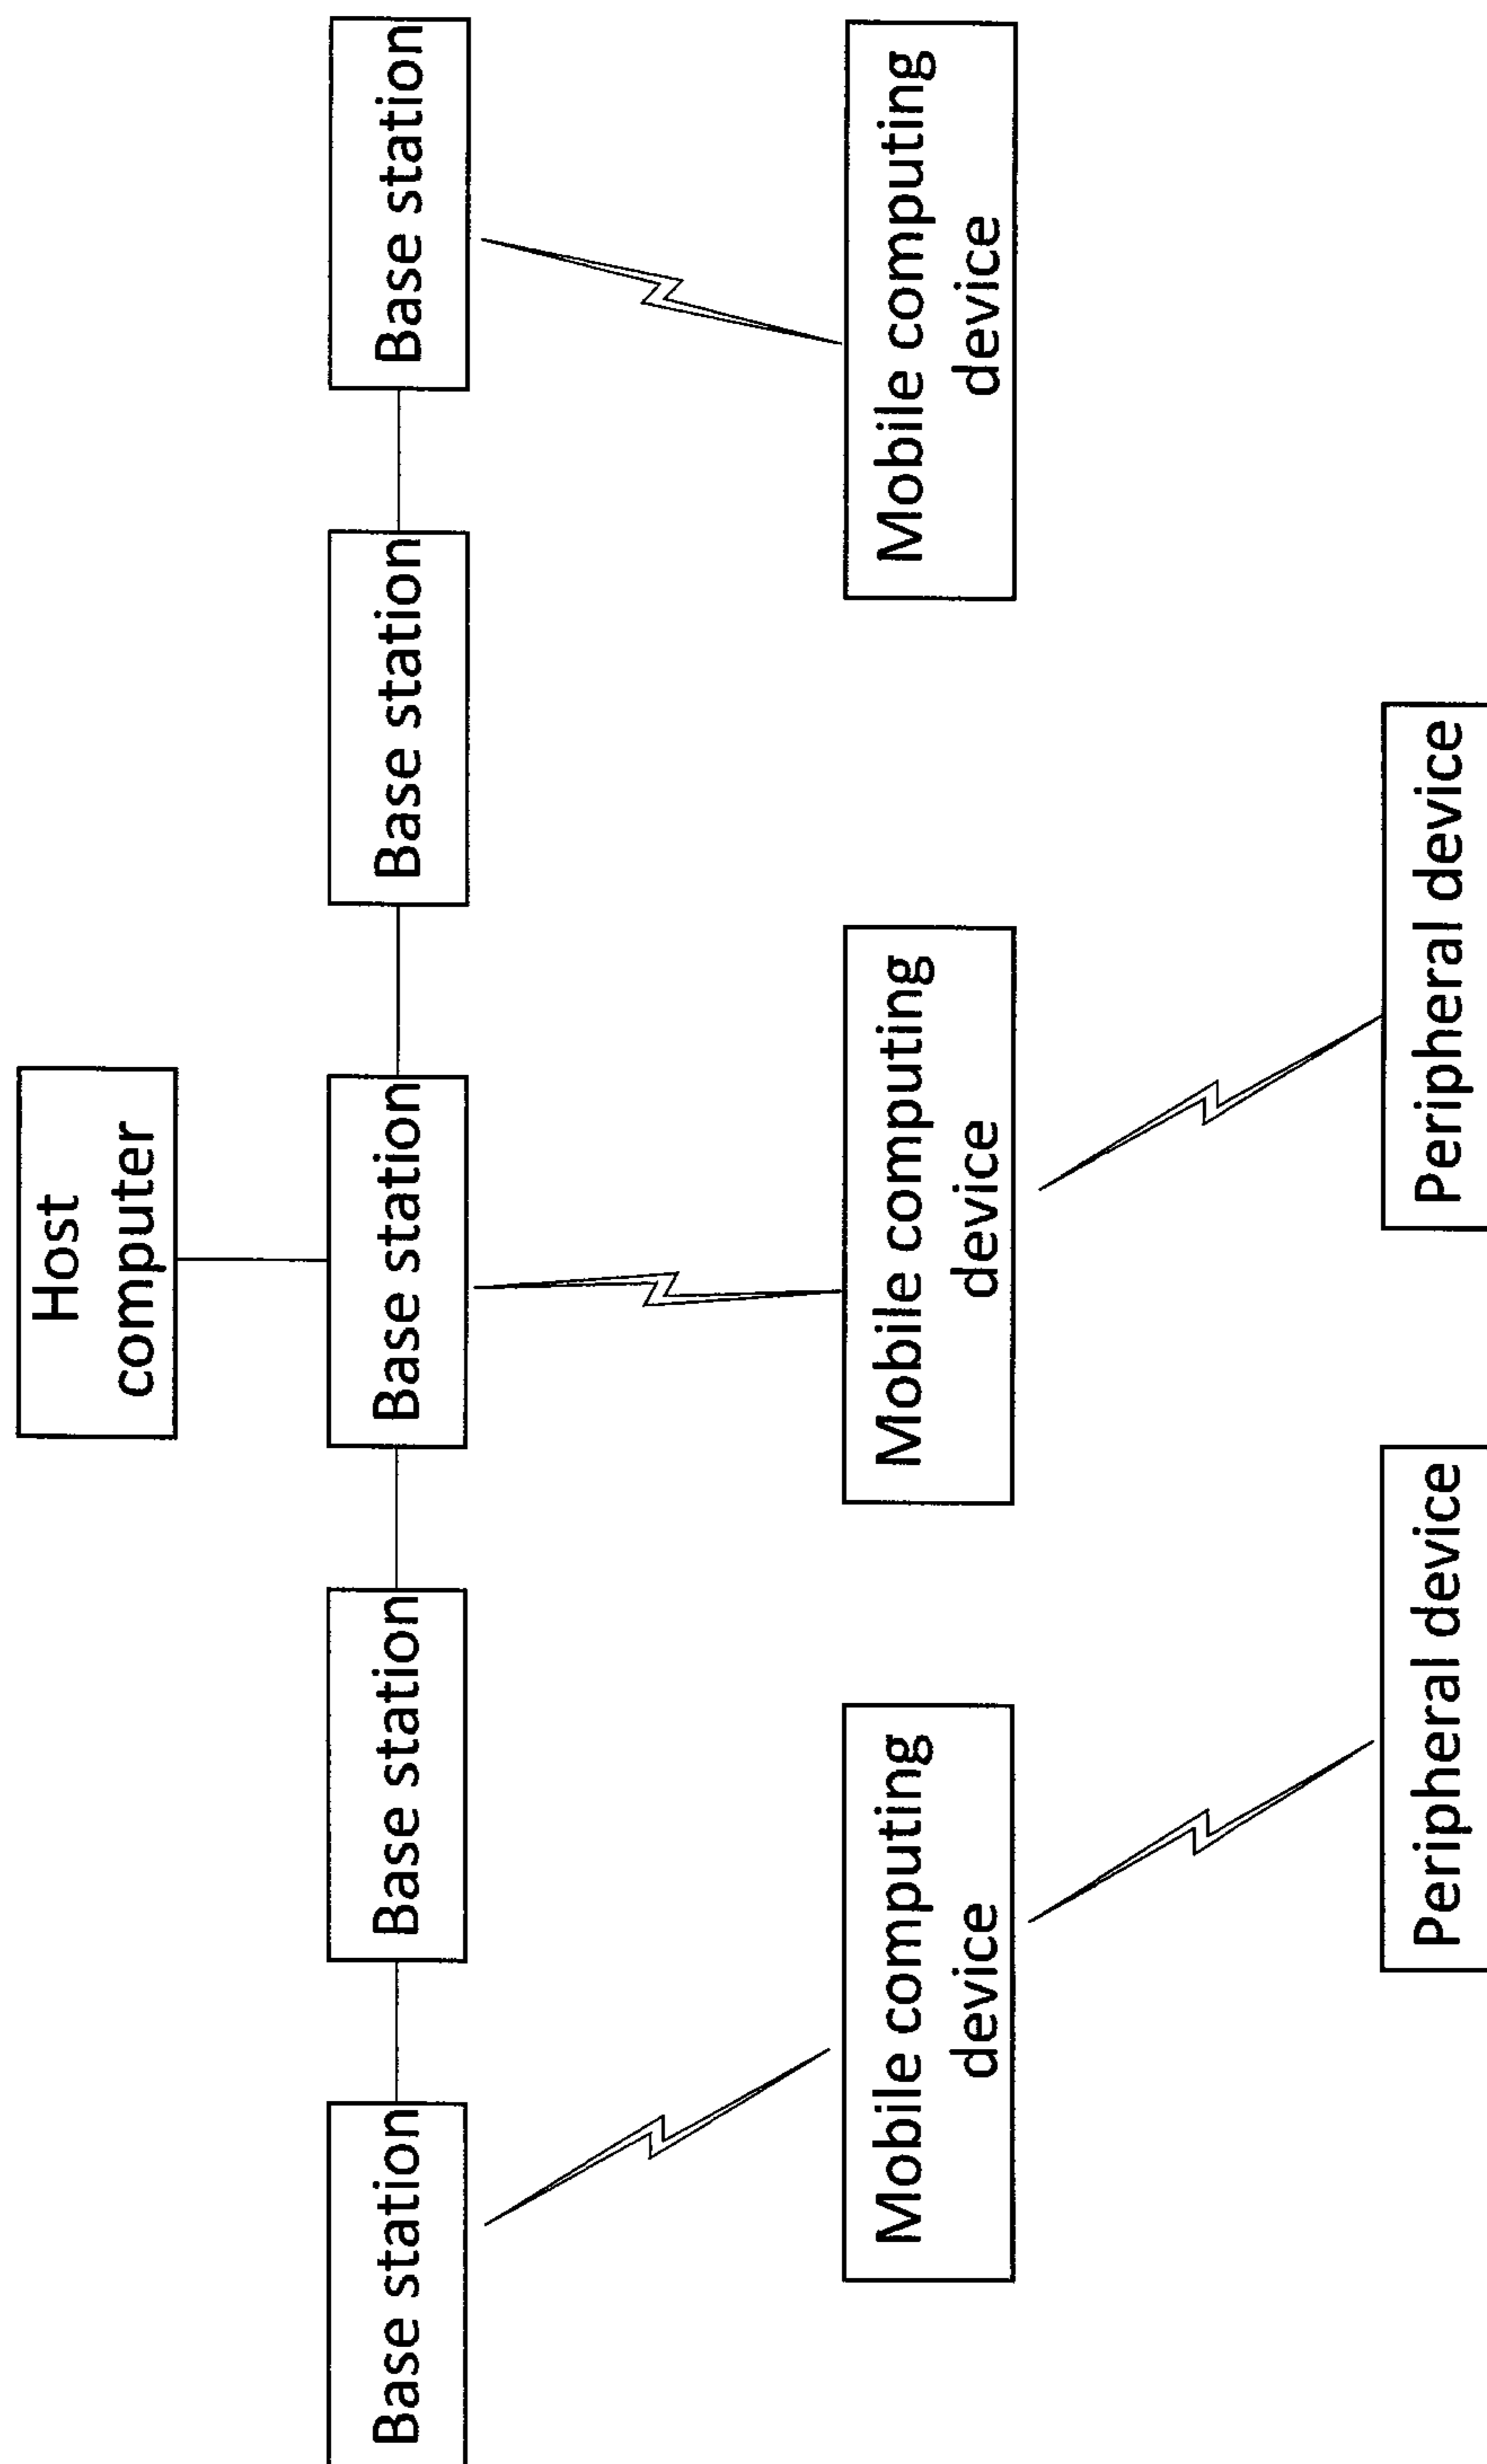 Host
computer
Base station
Base station
Base station
Base station
Base station
Mobile computing
device
Mobile computing
device
Mobile computing
device
Peripheral device
Peripheral device